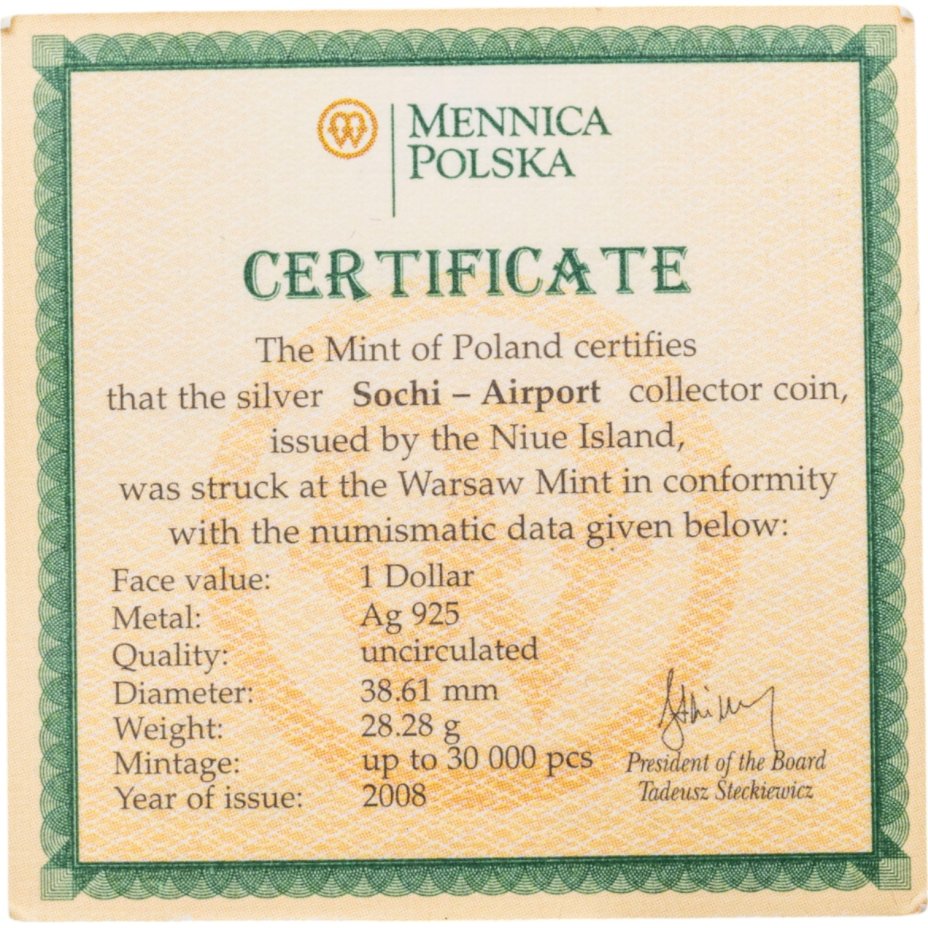 MENNICA
POLSKA
CERTIFICATE
The Mint of Poland certifies
that the silver Sochi – Airport collector coin,
issued by the Niue Island,
was struck at the Warsaw Mint in conformity
with the numismatic data given below:
Face value: 1 Dollar
Metal: Ag 925
Quality: uncirculated
Diameter: 38.61 mm
Weight: 28.28 g
Mintage: up to 30 000 pcs
Year of issue: 2008
President of the Board
Tadeusz Steckiewicz